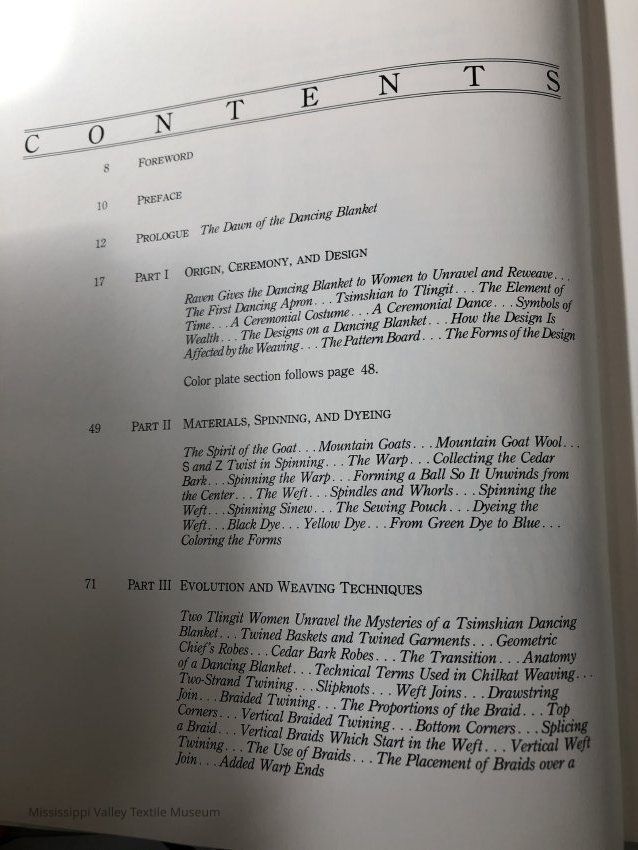 C O N T E N T S
8 FOREWORD
10 PREFACE
12 PROLOGUE The Dawn of the Dancing Blanket
17 PART I ORIGIN, CEREMONY, AND DESIGN
Raven Gives the Dancing Blanket to Women to Unravel and Reweave. . .
The First Dancing Apron. . . Tsimshian to Tlingit. . . The Element of
Time. . . A Ceremonial Costume. . . A Ceremonial Dance. . . Symbols of
Wealth. . . The Designs on a Dancing Blanket. . . How the Design Is
Affected by the Weaving. . . The Pattern Board. . . The Forms of the Design
Color plate section follows page 48.
49 PART II MATERIALS, SPINNING, AND DYEING
The Spirit of the Goat. . . Mountain Goats. . . Mountain Goat Wool. . .
S and Z Twist in Spinning. . . The Warp. . . Collecting the Cedar
Bark. . . Spinning the Warp. . . Forming a Ball So It Unwinds from
the Center. . . The Weft. . . Spindles and Whorls. . . Spinning the
Weft. . . Spinning Sinew. . . The Sewing Pouch. . . Dyeing the
Weft. . . Black Dye. . . Yellow Dye. . . From Green Dye to Blue. . .
Coloring the Forms
71 PART III EVOLUTION AND WEAVING TECHNIQUES
Two Tlingit Women Unravel the Mysteries of a Tsimshian Dancing
Blanket. . . Twined Baskets and Twined Garments. . . Geometric
Chief's Robes. . . Cedar Bark Robes. . . The Transition. . . Anatomy
of a Dancing Blanket. . . Technical Terms Used in Chilkat Weaving. . .
Two-Strand Twining. . . Slipknots. . . Weft Joins. . . Drawstring
Join. . . Braided Twining. . . The Proportions of the Braid. . . Top
Corners. . . Vertical Braided Twining. . . Bottom Corners. . . Splicing
a Braid. . . Vertical Braids Which Start in the Weft. . . Vertical Weft
Twining. . . The Use of Braids. . . The Placement of Braids over a
Join. . . Added Warp Ends
Mississippi Valley Textile Museum